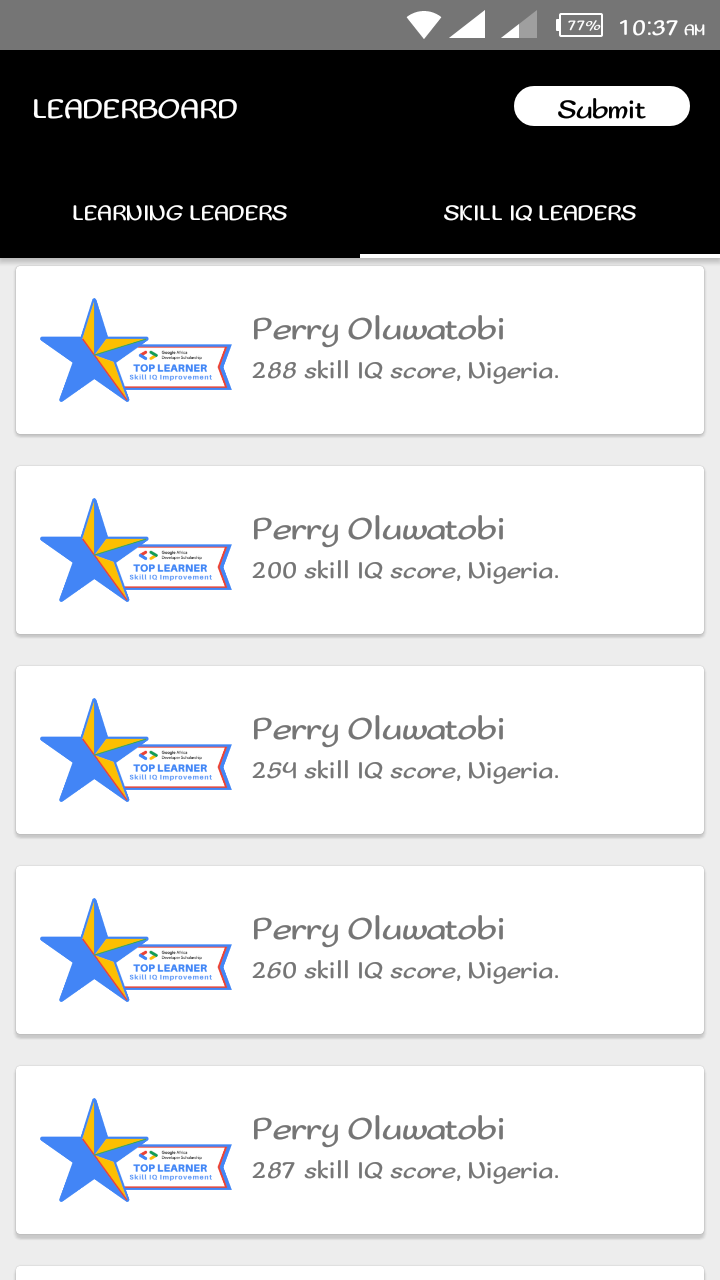 77%
10:37 AM
LEADERBOARD
Submit
LEARNING LEADERS
SKILL IQ LEADERS
Google Africa
Developer Scholarship
TOP LEARNER
Skill IQ Improvement
Perry Oluwatobi
288 skill IQ score, Nigeria.
Google Africa
Developer Scholarship
TOP LEARNER
Skill IQ Improvement
Perry Oluwatobi
200 skill IQ score, Nigeria.
Google Africa
Developer Scholarship
TOP LEARNER
Skill IQ Improvement
Perry Oluwatobi
254 skill IQ score, Nigeria.
Google Africa
Developer Scholarship
TOP LEARNER
Skill IQ Improvement
Perry Oluwatobi
260 skill IQ score, Nigeria.
Google Africa
Developer Scholarship
TOP LEARNER
Skill IQ Improvement
Perry Oluwatobi
287 skill IQ score, Nigeria.